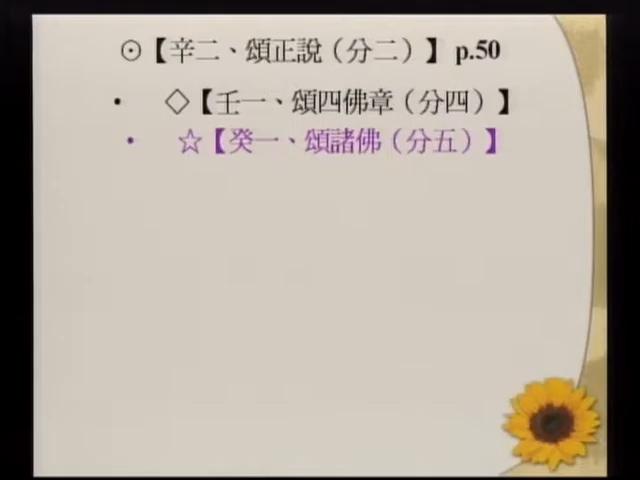 ⊙【辛二、頌正說（分二）】p.50
• ◇【壬一、頌四佛章（分四）】
• ☆【癸一、頌諸佛（分五）】